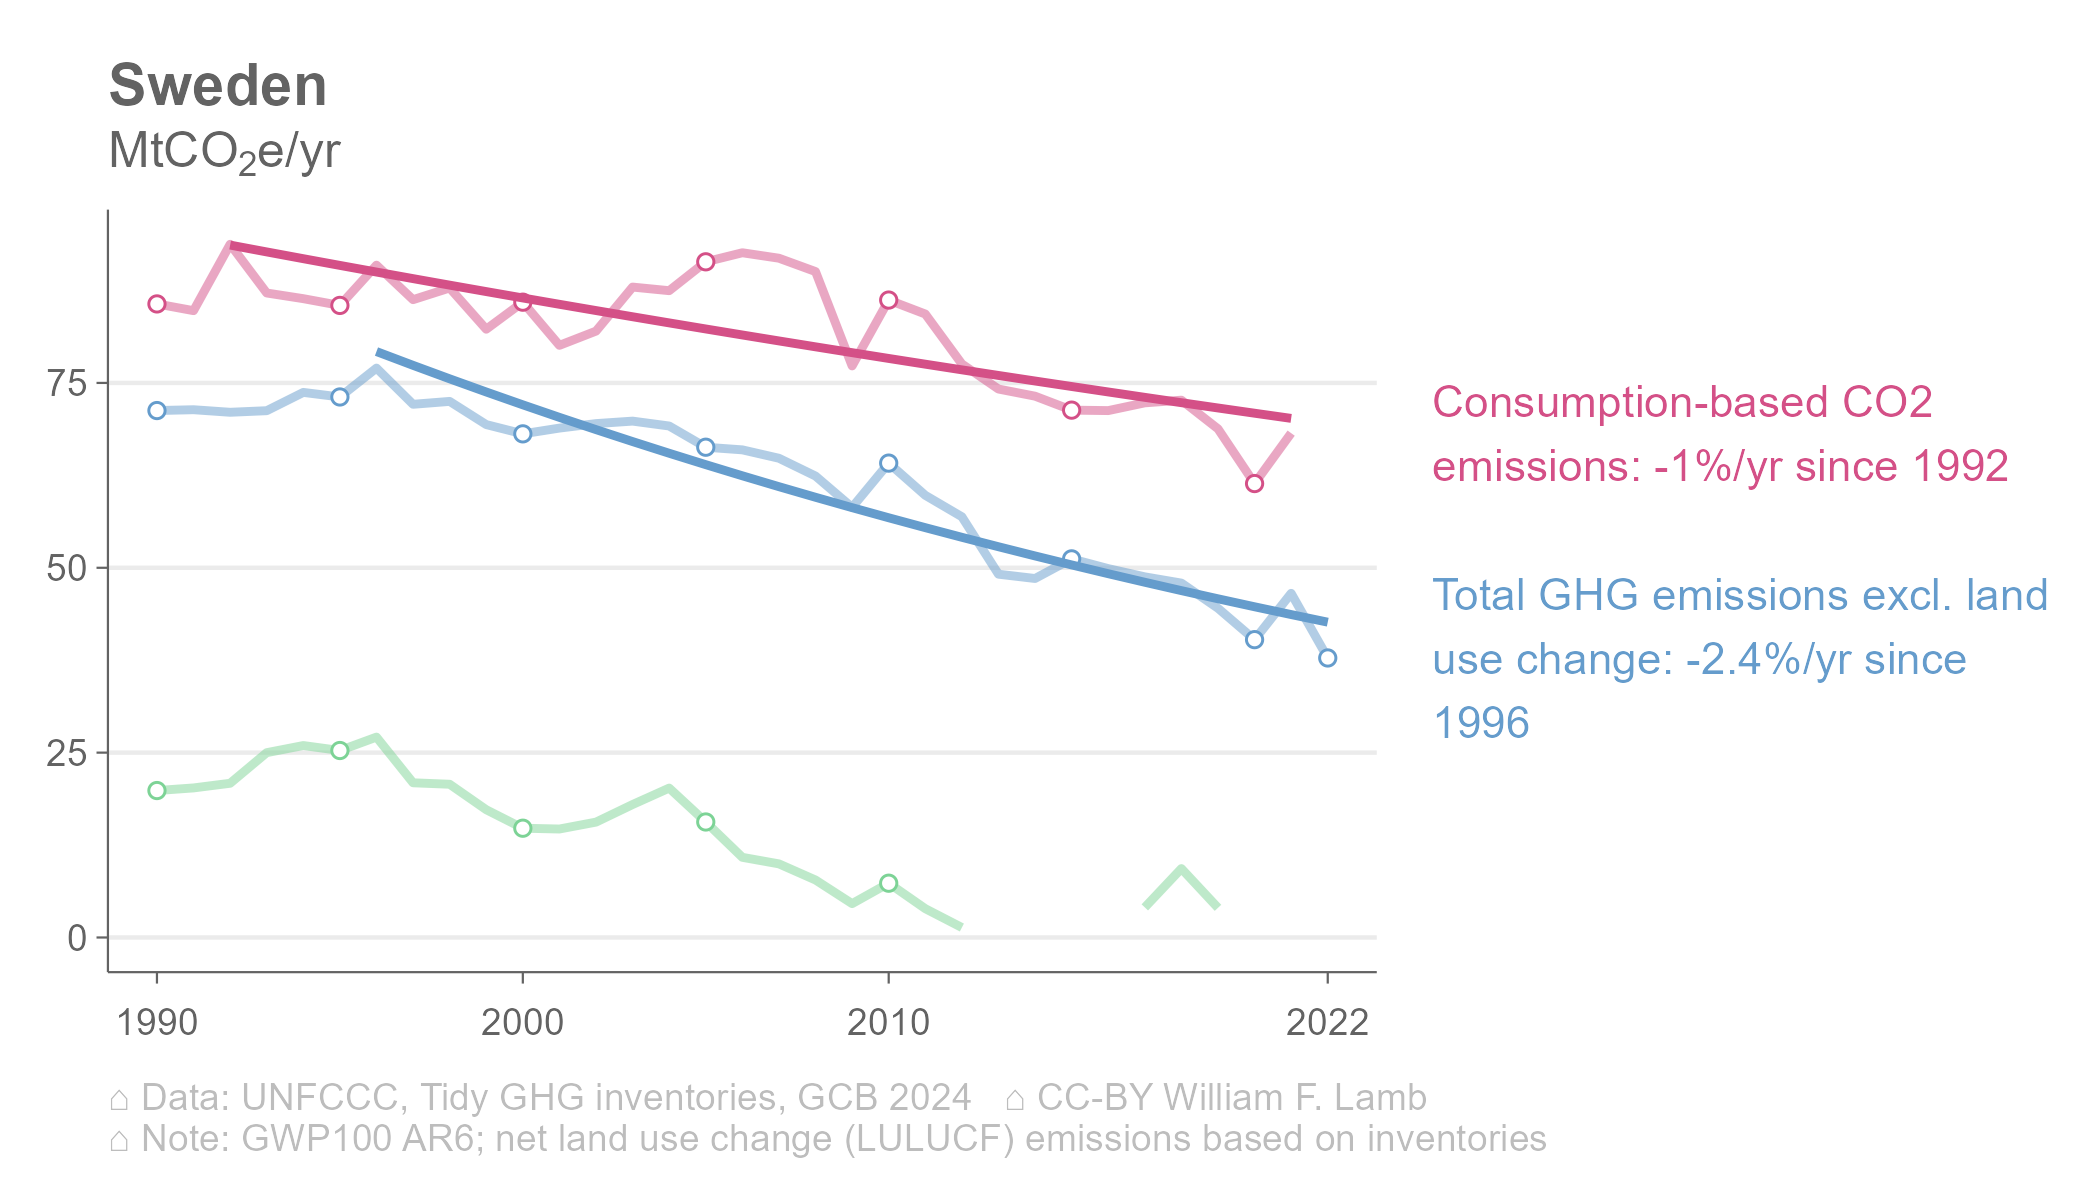 Sweden
MtCO₂e/yr
75
50
25
0
1990 2000 2010 2022
Consumption-based CO2
emissions: -1%/yr since 1992
Total GHG emissions excl. land
use change: -2.4%/yr since
1996
⌂ Data: UNFCCC, Tidy GHG inventories, GCB 2024 ⌂ CC-BY William F. Lamb
⌂ Note: GWP100 AR6; net land use change (LULUCF) emissions based on inventories